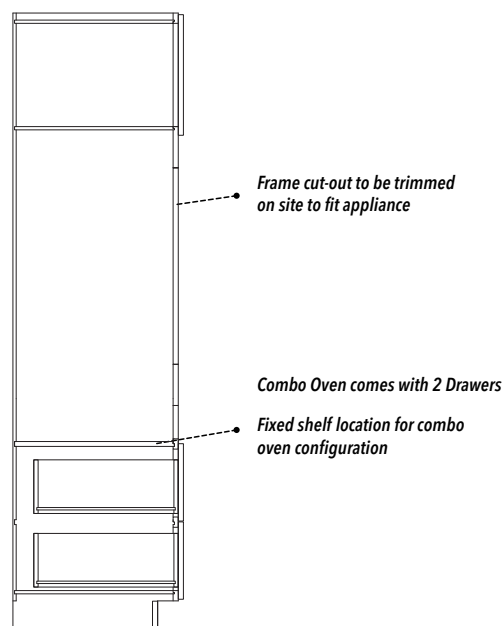 Frame cut-out to be trimmed
on site to fit appliance
Combo Oven comes with 2 Drawers
Fixed shelf location for combo
oven configuration